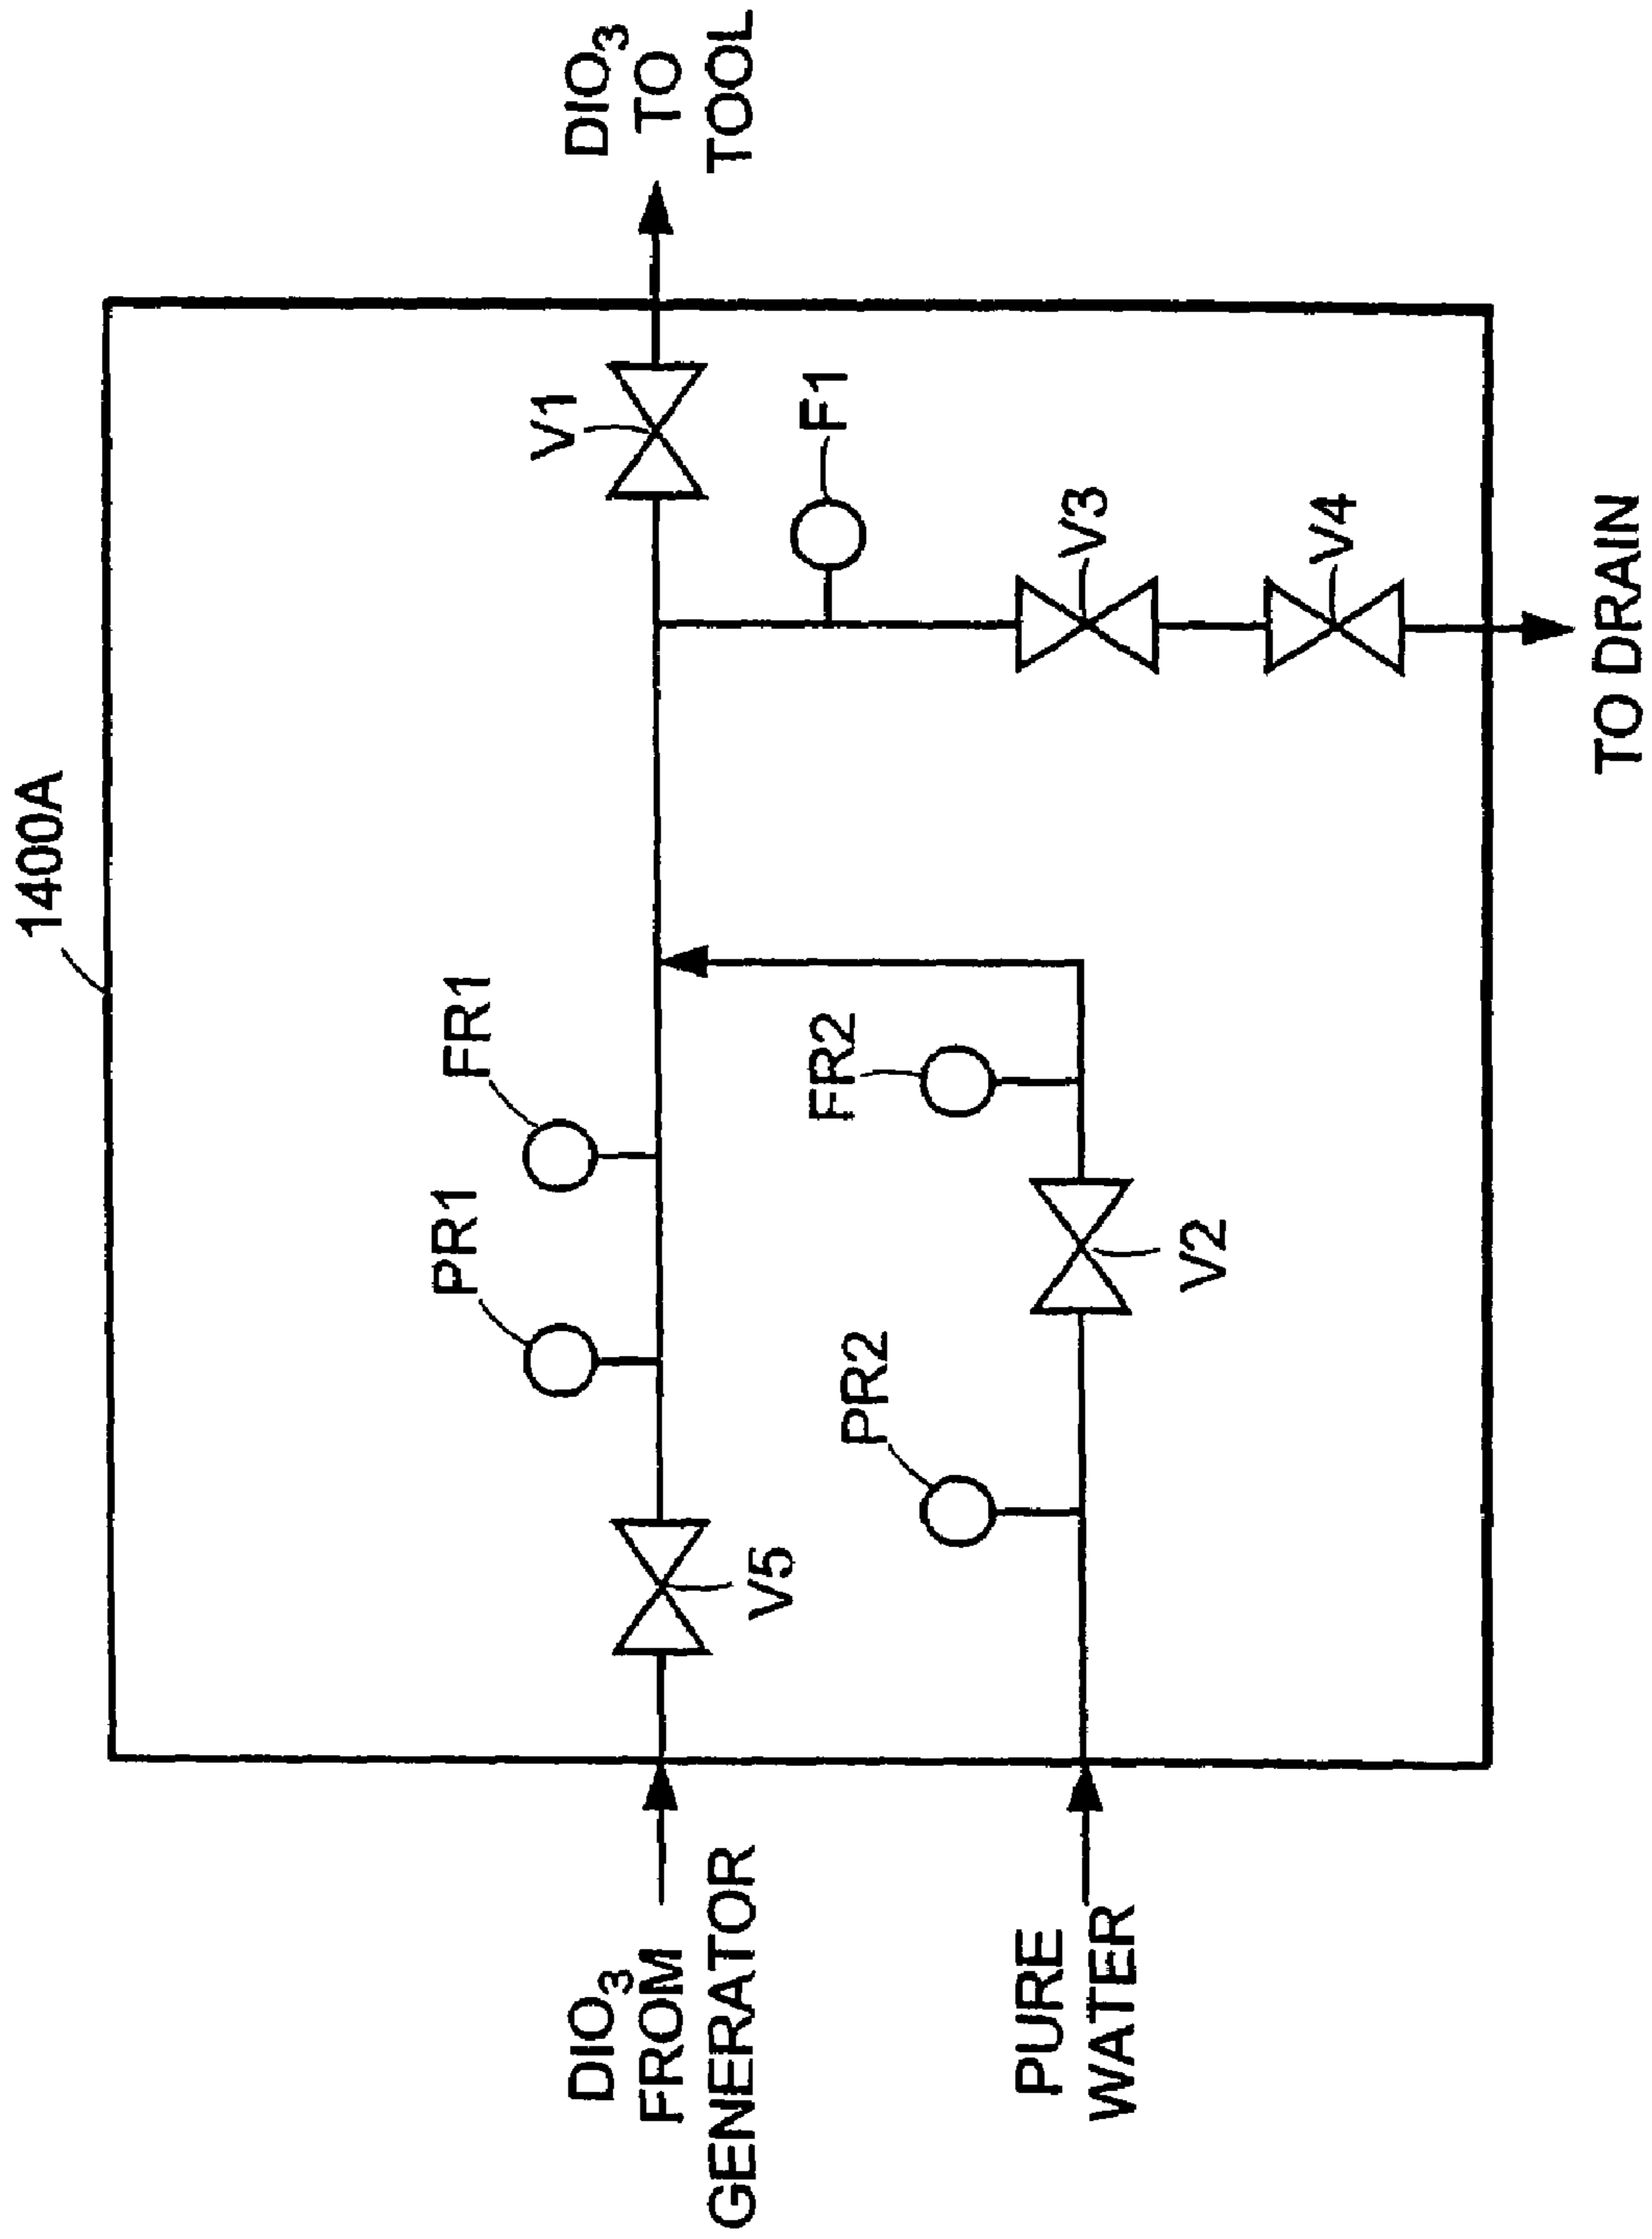 1400A
DIO3
FROM
GENERATOR
V5
PR1
FR1
V1
DIO3
TO
TOOL
PURE
WATER
PR2
V2
FR2
F1
V3
V4
TO DRAIN